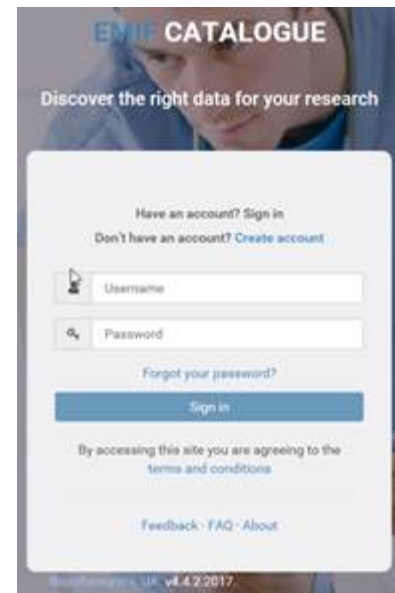 EMIF CATALOGUE
Discover the right data for your research
Have an account? Sign in
Don't have an account? Create account
Username
Password
Forgot your password?
Sign in
By accessing this site you are agreeing to the
terms and conditions
Feedback · FAQ · About
v4.4.2.2017.